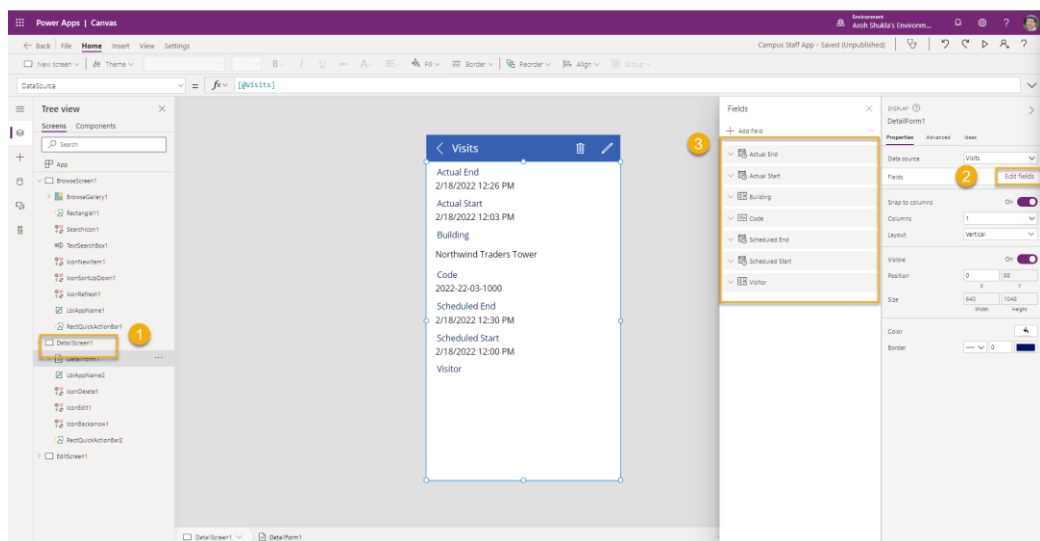 Power Apps | Canvas
Environment
Aroh Shukla's Environm...
?
Back File Home Insert View Settings
Campus Staff App - Saved (Unpublished)
?
New screen Theme
B / U A Fill Border Reorder Align Group
DataSource = fx [@Visits]
Tree view
Screens Components
Search
App
BrowseScreen1
BrowseGallery1
Rectangle11
SearchIcon1
TextSearchBox1
IconNewItem1
IconSortUpDown1
IconRefresh1
LblAppName1
RectQuickActionBar1
1
DetailScreen1
DetailForm1 ...
LblAppName2
IconDelete1
IconEdit1
IconBackarrow1
RectQuickActionBar2
EditScreen1
Visits
Actual End
2/18/2022 12:26 PM
Actual Start
2/18/2022 12:03 PM
Building
Northwind Traders Tower
Code
2022-22-03-1000
Scheduled End
2/18/2022 12:30 PM
Scheduled Start
2/18/2022 12:00 PM
Visitor
Fields
Add field ...
3
Actual End
Actual Start
Building
Code
Scheduled End
Scheduled Start
Visitor
DISPLAY
DetailForm1
Properties Advanced Ideas
Data source Visits
Fields 2 Edit fields
Snap to columns On
Columns 1
Layout Vertical
Visible On
Position 0 88
X Y
Size 640 1048
Width Height
Color
Border 0
DetailScreen1 DetailForm1